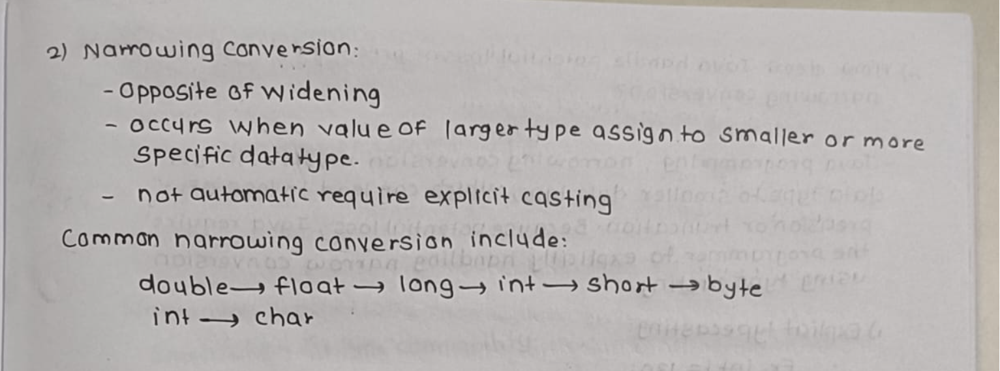 2) Narrowing Conversion:
- Opposite of Widening
- occurs when value of larger type assign to smaller or more
specific datatype.
- not automatic require explicit casting
Common narrowing conversion include:
double → float → long → int → short → byte
int → char